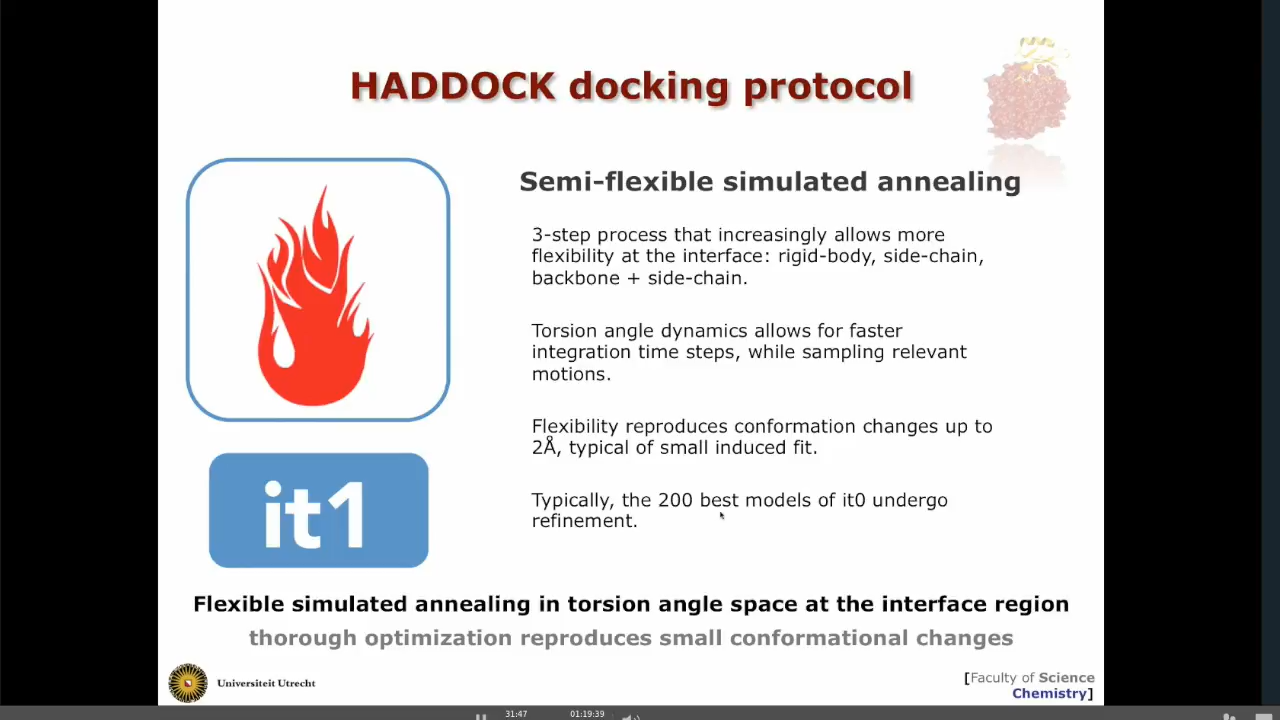 HADDOCK docking protocol
Semi-flexible simulated annealing
3-step process that increasingly allows more
flexibility at the interface: rigid-body, side-chain,
backbone + side-chain.
Torsion angle dynamics allows for faster
integration time steps, while sampling relevant
motions.
Flexibility reproduces conformation changes up to
2Å, typical of small induced fit.
Typically, the 200 best models of it0 undergo
refinement.
it1
Flexible simulated annealing in torsion angle space at the interface region
thorough optimization reproduces small conformational changes
Universiteit Utrecht
[Faculty of Science
Chemistry]
31:47 01:19:39